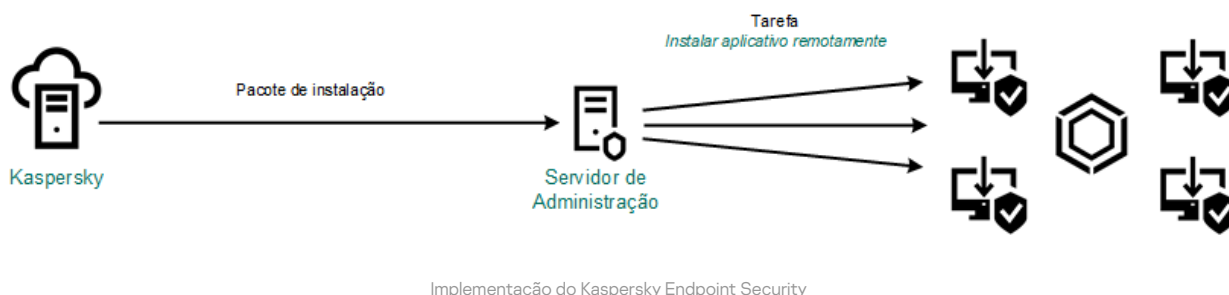 Tarefa
Instalar aplicativo remotamente
Pacote de instalação
Kaspersky
Servidor de
Administração
Implementação do Kaspersky Endpoint Security